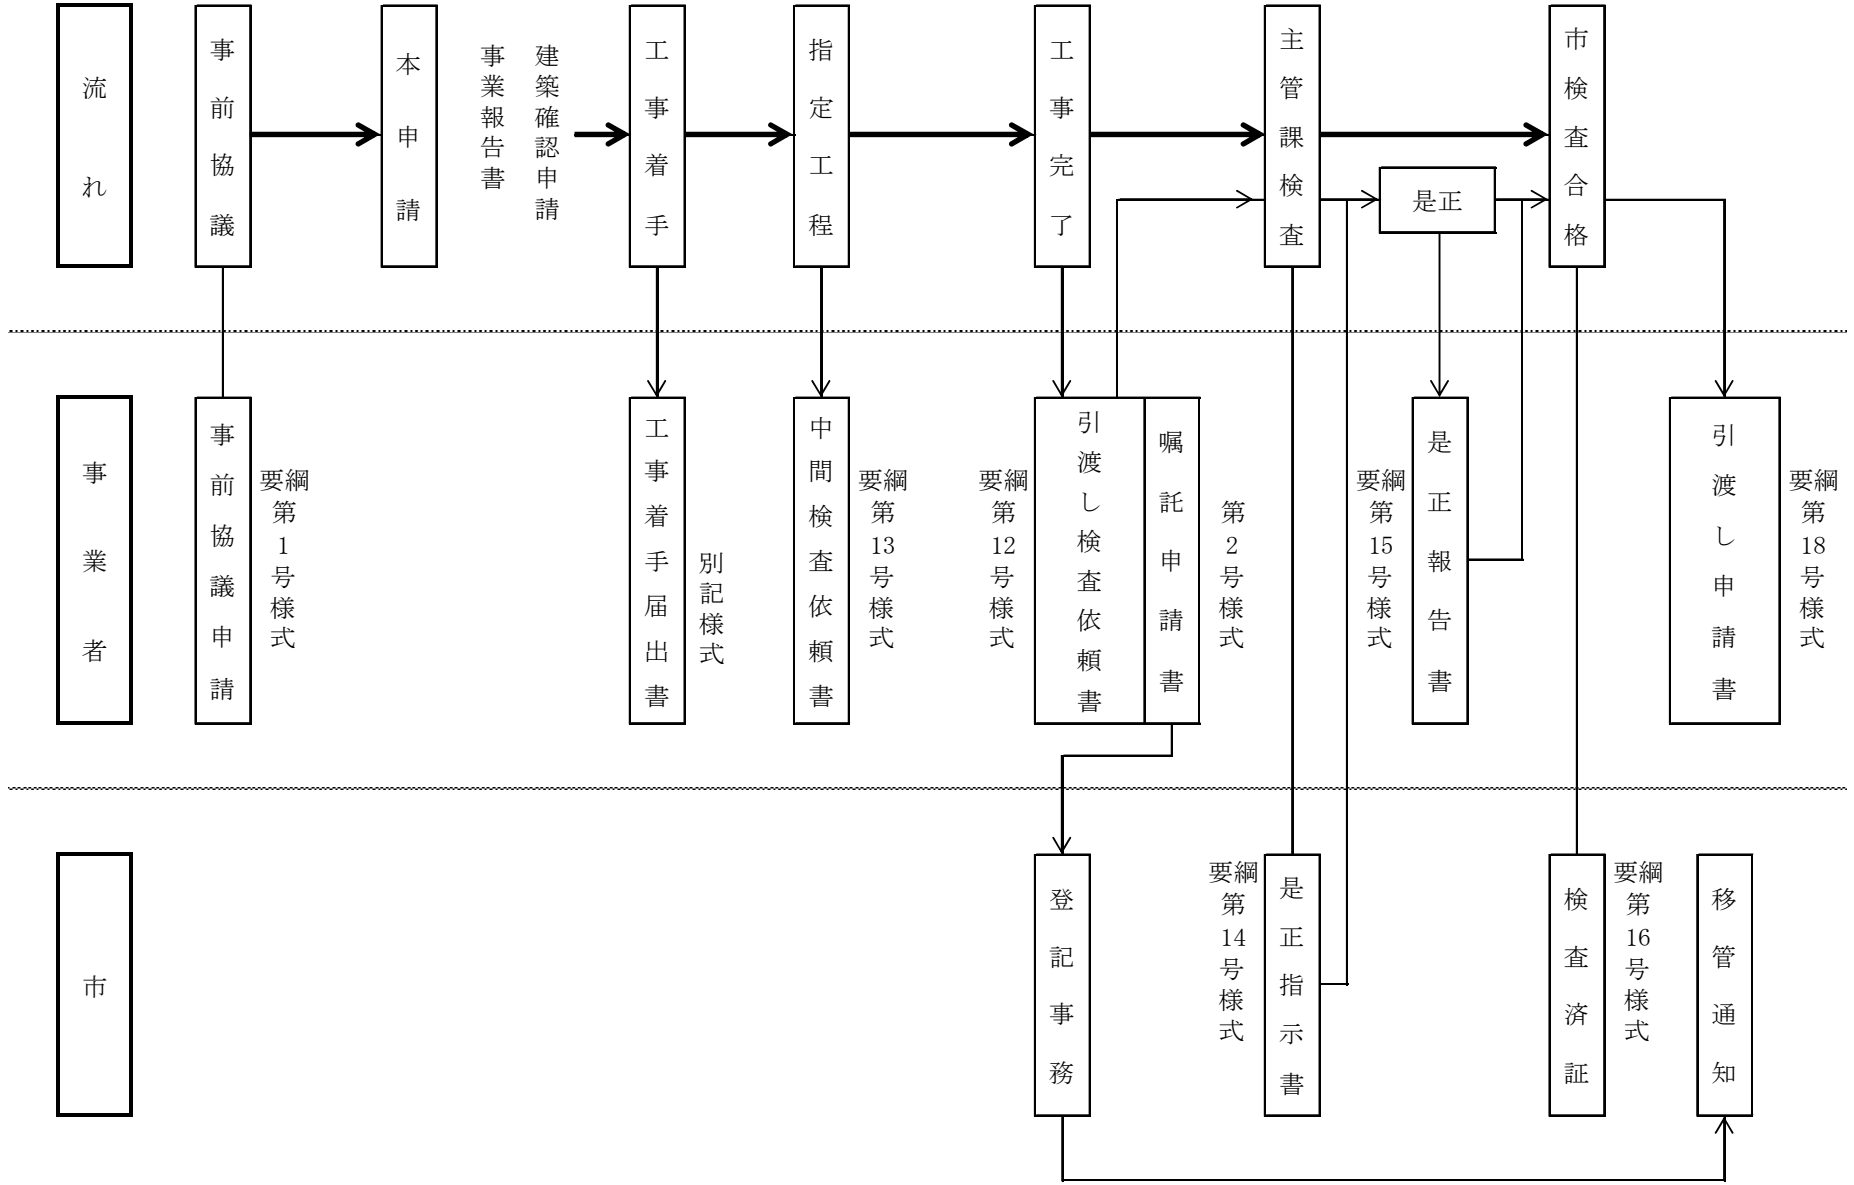 流れ
事前協議
本申請
事業報告書
建築確認申請
工事着手
指定工程
工事完了
主管課検査
是正
市検査合格
事業者
事前協議申請
要綱第1号様式
工事着手届出書
別記様式
中間検査依頼書
要綱第13号様式
要綱第12号様式
引渡し検査依頼書
嘱託申請書
第2号様式
要綱第15号様式
是正報告書
引渡し申請書
要綱第18号様式
市
登記事務
要綱第14号様式
是正指示書
検査済証
要綱第16号様式
移管通知